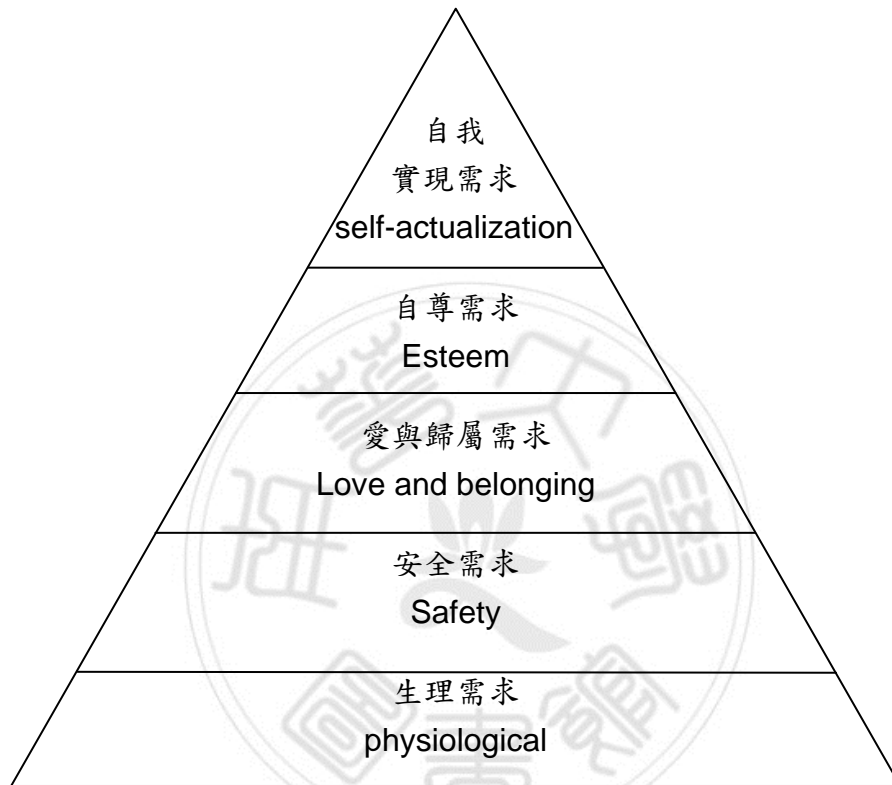 自我
實現需求
self-actualization
自尊需求
Esteem
愛與歸屬需求
Love and belonging
安全需求
Safety
生理需求
physiological